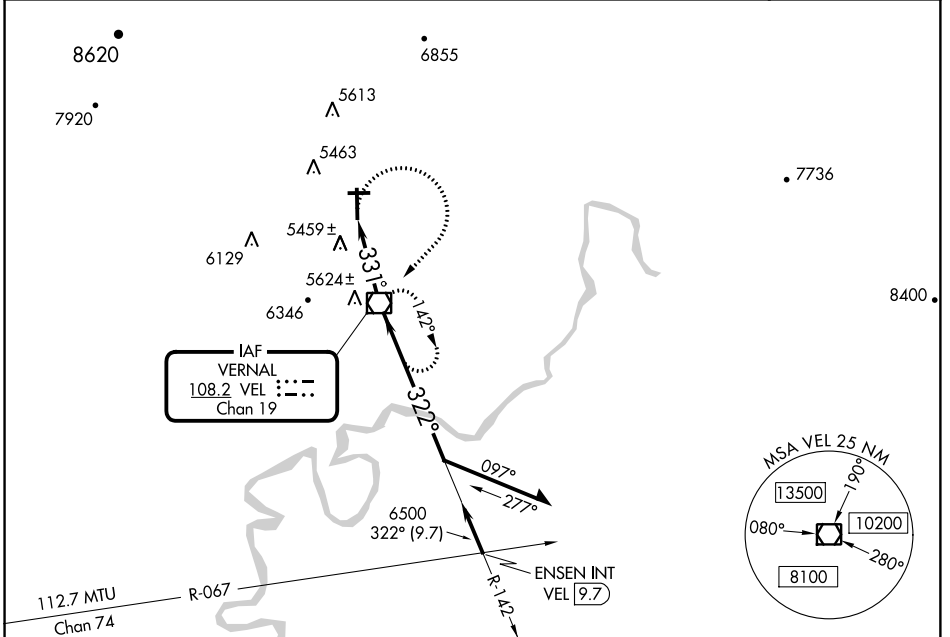 8620
6855
7920
5613
5463
7736
5459 ±
6129
331°
5624 ±
6346
142°
8400
IAF
VERNAL
108.2 VEL
Chan 19
322°
097°
277°
MSA VEL 25 NM
190°
13500
080°
10200
280°
8100
6500
322° (9.7)
ENSEN INT
VEL 9.7
R-142
112.7 MTU
R-067
Chan 74